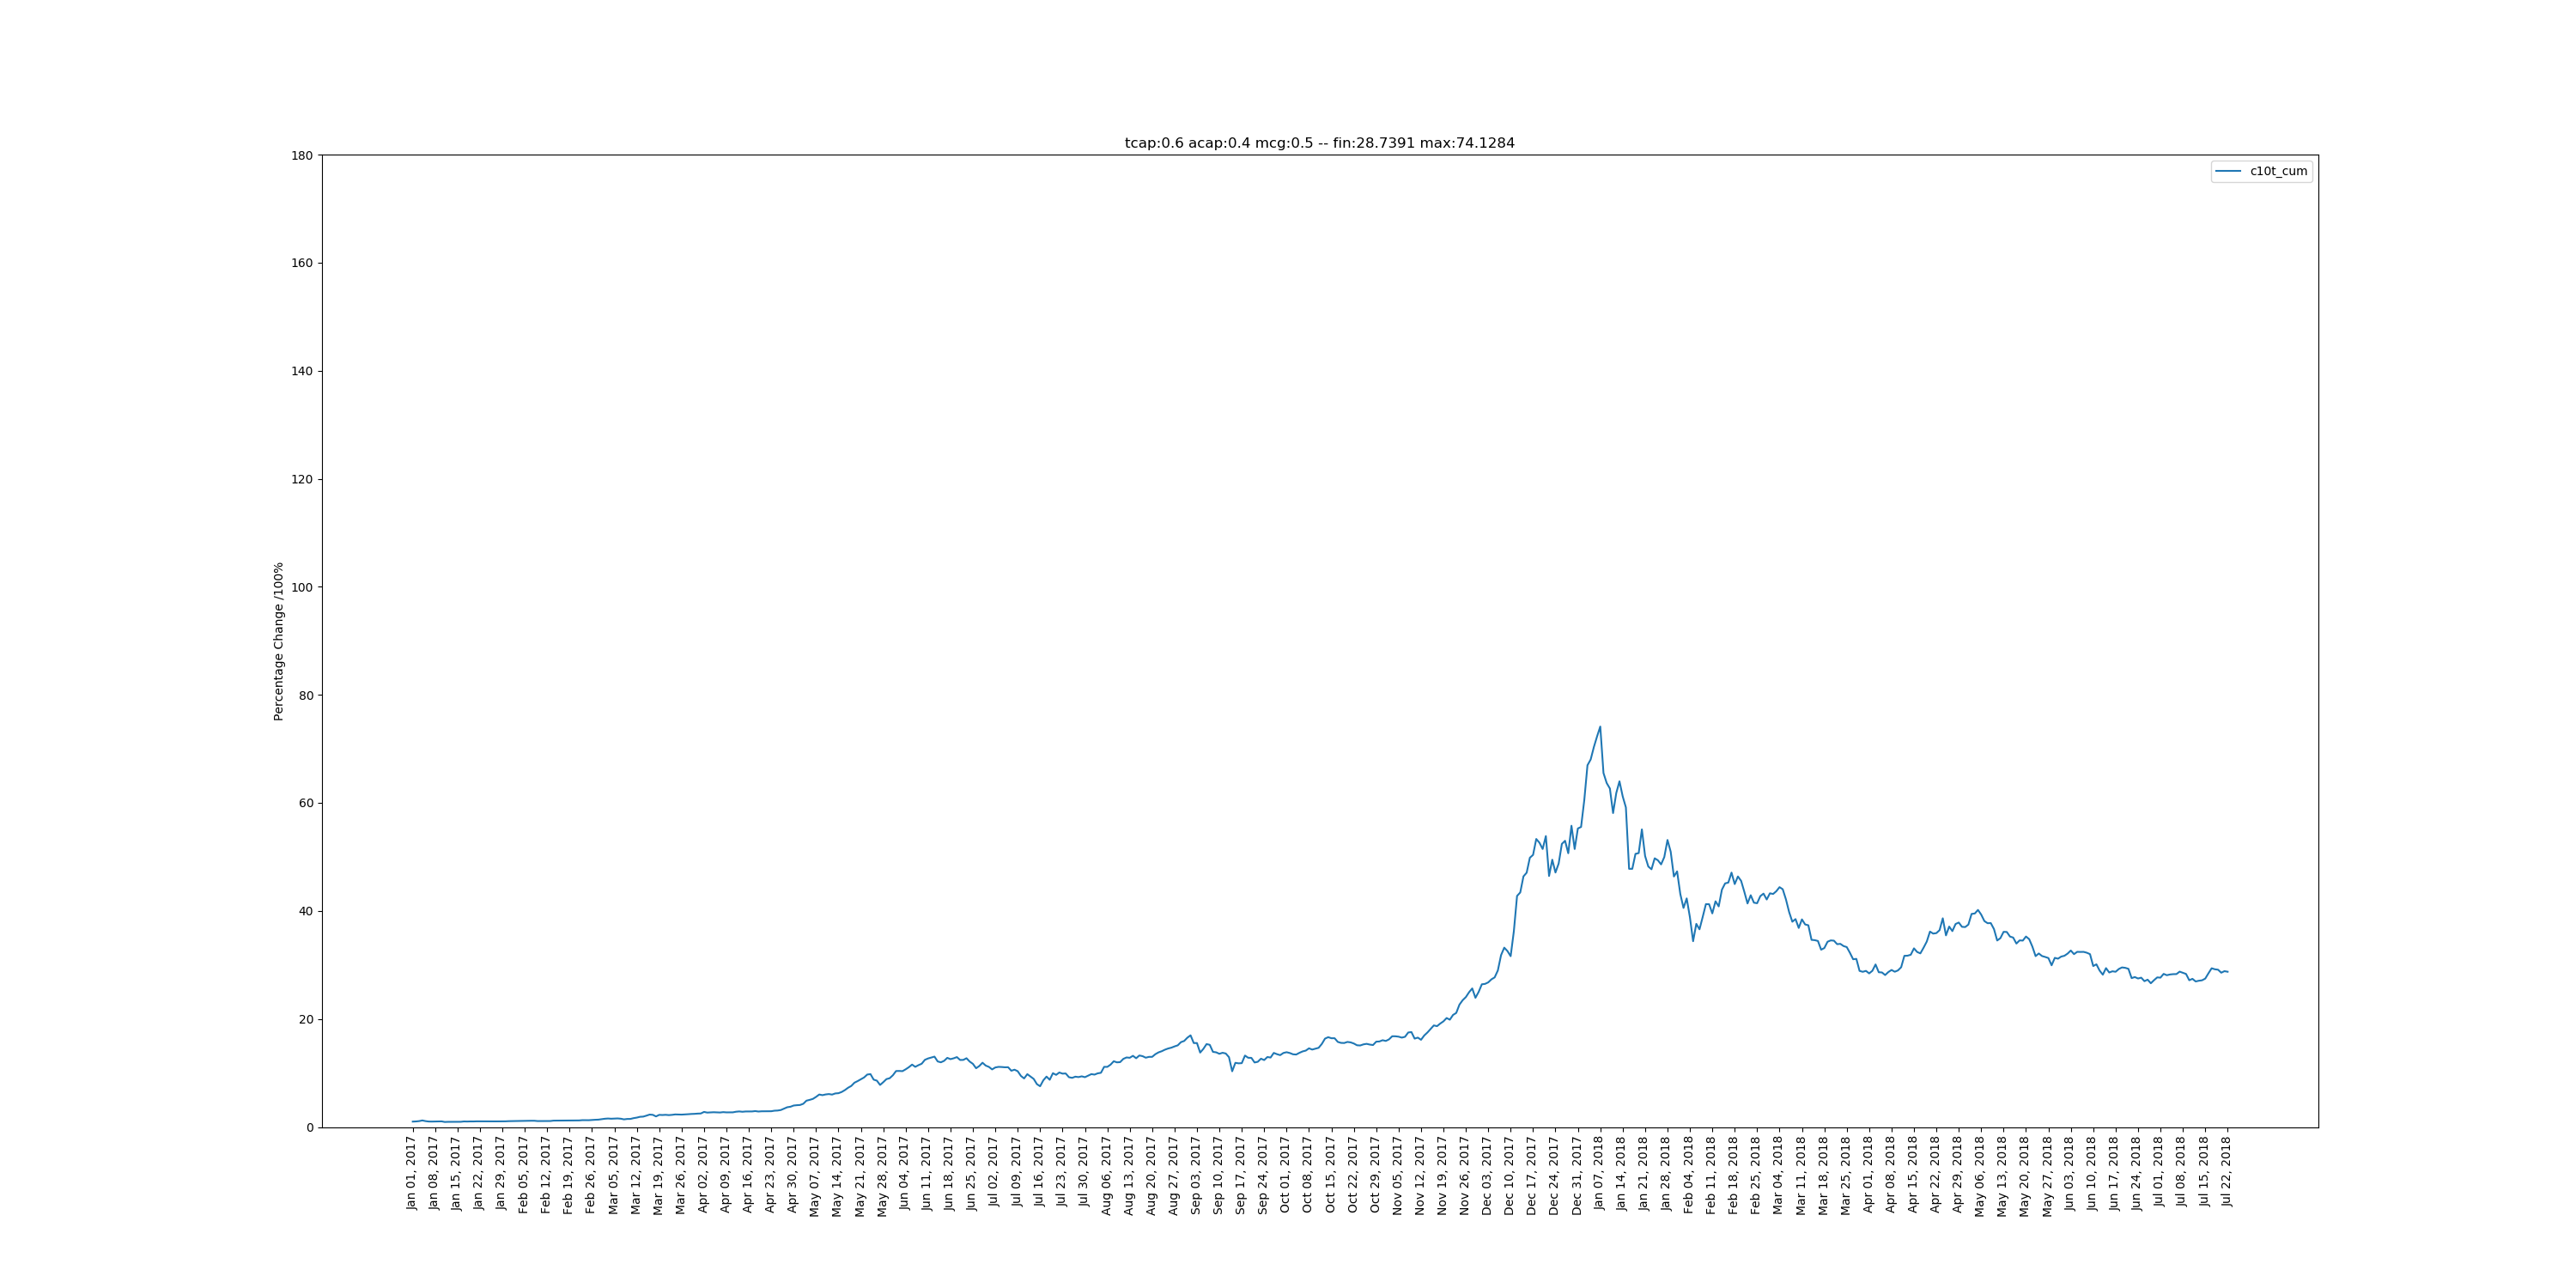 tcap:0.6 acap:0.4 mcg:0.5 -- fin:28.7391 max:74.1284
c10t_cum
Percentage Change /100%
180
160
140
120
100
80
60
40
20
0
Jan 01, 2017
Jan 08, 2017
Jan 15, 2017
Jan 22, 2017
Jan 29, 2017
Feb 05, 2017
Feb 12, 2017
Feb 19, 2017
Feb 26, 2017
Mar 05, 2017
Mar 12, 2017
Mar 19, 2017
Mar 26, 2017
Apr 02, 2017
Apr 09, 2017
Apr 16, 2017
Apr 23, 2017
Apr 30, 2017
May 07, 2017
May 14, 2017
May 21, 2017
May 28, 2017
Jun 04, 2017
Jun 11, 2017
Jun 18, 2017
Jun 25, 2017
Jul 02, 2017
Jul 09, 2017
Jul 16, 2017
Jul 23, 2017
Jul 30, 2017
Aug 06, 2017
Aug 13, 2017
Aug 20, 2017
Aug 27, 2017
Sep 03, 2017
Sep 10, 2017
Sep 17, 2017
Sep 24, 2017
Oct 01, 2017
Oct 08, 2017
Oct 15, 2017
Oct 22, 2017
Oct 29, 2017
Nov 05, 2017
Nov 12, 2017
Nov 19, 2017
Nov 26, 2017
Dec 03, 2017
Dec 10, 2017
Dec 17, 2017
Dec 24, 2017
Dec 31, 2017
Jan 07, 2018
Jan 14, 2018
Jan 21, 2018
Jan 28, 2018
Feb 04, 2018
Feb 11, 2018
Feb 18, 2018
Feb 25, 2018
Mar 04, 2018
Mar 11, 2018
Mar 18, 2018
Mar 25, 2018
Apr 01, 2018
Apr 08, 2018
Apr 15, 2018
Apr 22, 2018
Apr 29, 2018
May 06, 2018
May 13, 2018
May 20, 2018
May 27, 2018
Jun 03, 2018
Jun 10, 2018
Jun 17, 2018
Jun 24, 2018
Jul 01, 2018
Jul 08, 2018
Jul 15, 2018
Jul 22, 2018